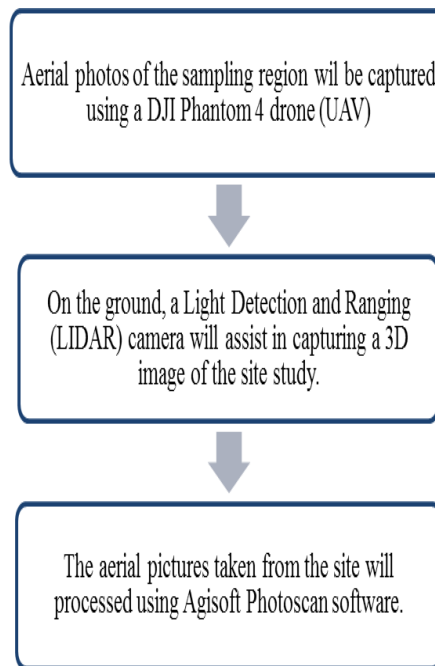 Aerial photos of the sampling region wil be captured
using a DJI Phantom 4 drone (UAV)
On the ground, a Light Detection and Ranging
(LIDAR) camera will assist in capturing a 3D
image of the site study.
The aerial pictures taken from the site will
processed using Agisoft Photoscan software.